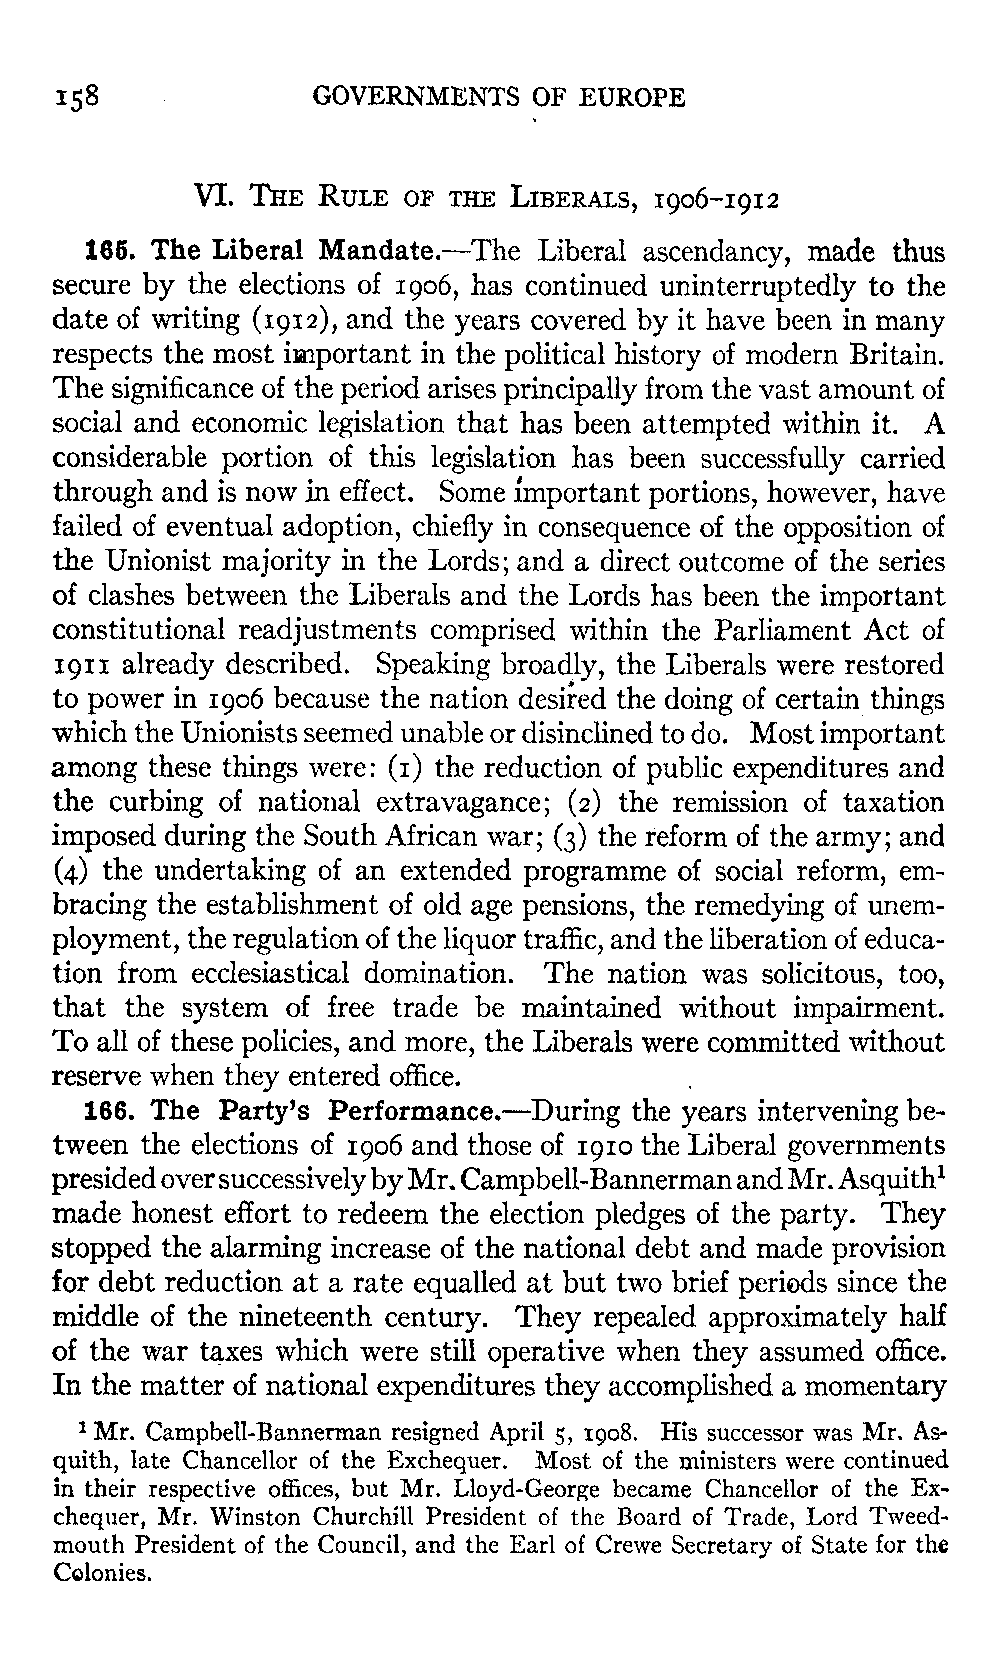 158 GOVERNMENTS OF EUROPE
VI. THE RULE OF THE LIBERALS, 1906–1912
165. The Liberal Mandate.—The Liberal ascendancy, made thus
secure by the elections of 1906, has continued uninterruptedly to the
date of writing (1912), and the years covered by it have been in many
respects the most important in the political history of modern Britain.
The significance of the period arises principally from the vast amount of
social and economic legislation that has been attempted within it. A
considerable portion of this legislation has been successfully carried
through and is now in effect. Some important portions, however, have
failed of eventual adoption, chiefly in consequence of the opposition of
the Unionist majority in the Lords; and a direct outcome of the series
of clashes between the Liberals and the Lords has been the important
constitutional readjustments comprised within the Parliament Act of
1911 already described. Speaking broadly, the Liberals were restored
to power in 1906 because the nation desired the doing of certain things
which the Unionists seemed unable or disinclined to do. Most important
among these things were: (1) the reduction of public expenditures and
the curbing of national extravagance; (2) the remission of taxation
imposed during the South African war; (3) the reform of the army; and
(4) the undertaking of an extended programme of social reform, em-
bracing the establishment of old age pensions, the remedying of unem-
ployment, the regulation of the liquor traffic, and the liberation of educa-
tion from ecclesiastical domination. The nation was solicitous, too,
that the system of free trade be maintained without impairment.
To all of these policies, and more, the Liberals were committed without
reserve when they entered office.
166. The Party's Performance.—During the years intervening be-
tween the elections of 1906 and those of 1910 the Liberal governments
presided over successively by Mr. Campbell-Bannerman and Mr. Asquith¹
made honest effort to redeem the election pledges of the party. They
stopped the alarming increase of the national debt and made provision
for debt reduction at a rate equalled at but two brief periods since the
middle of the nineteenth century. They repealed approximately half
of the war taxes which were still operative when they assumed office.
In the matter of national expenditures they accomplished a momentary
¹ Mr. Campbell-Bannerman resigned April 5, 1908. His successor was Mr. As-
quith, late Chancellor of the Exchequer. Most of the ministers were continued
in their respective offices, but Mr. Lloyd-George became Chancellor of the Ex-
chequer, Mr. Winston Churchill President of the Board of Trade, Lord Tweed-
mouth President of the Council, and the Earl of Crewe Secretary of State for the
Colonies.